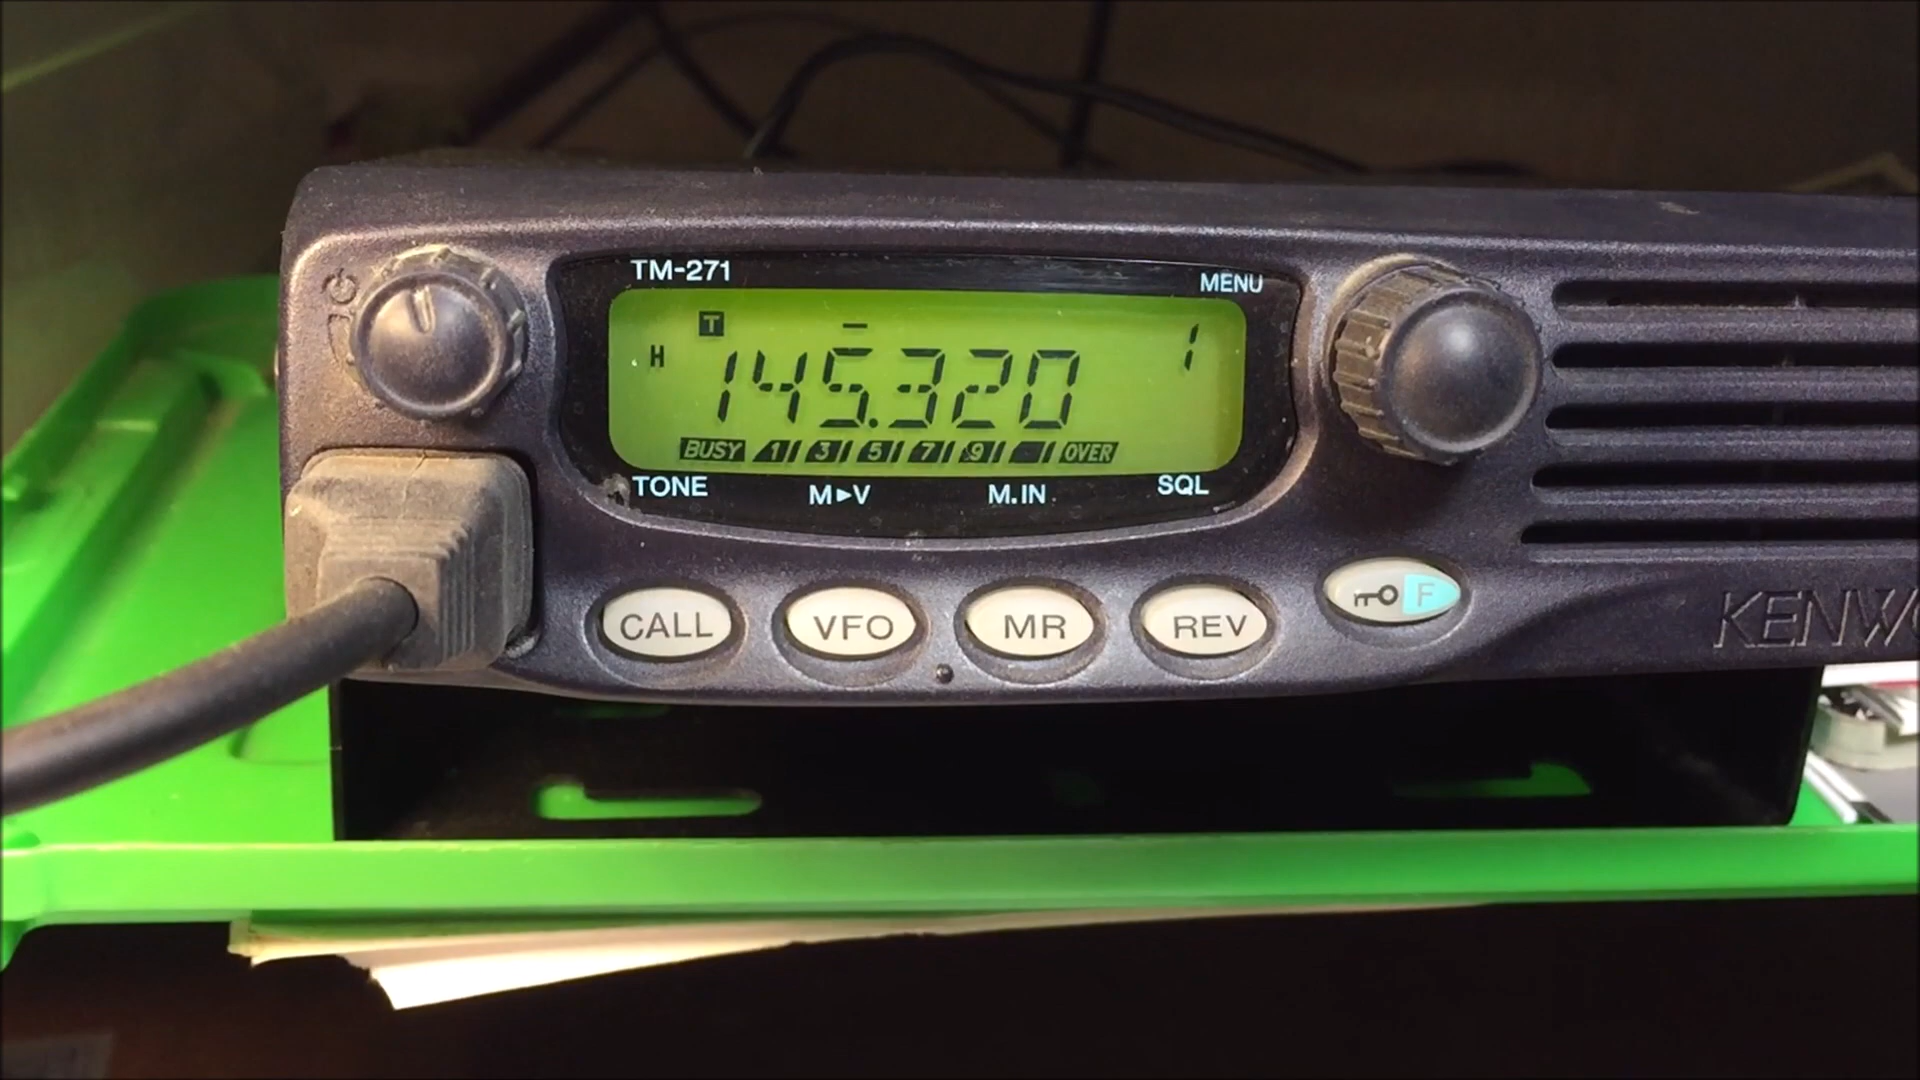 TM-271
MENU
T −
H 145.320 1
BUSY 1 3 5 7 9 OVER
TONE M▶V M.IN SQL
CALL VFO MR REV F
KENWO